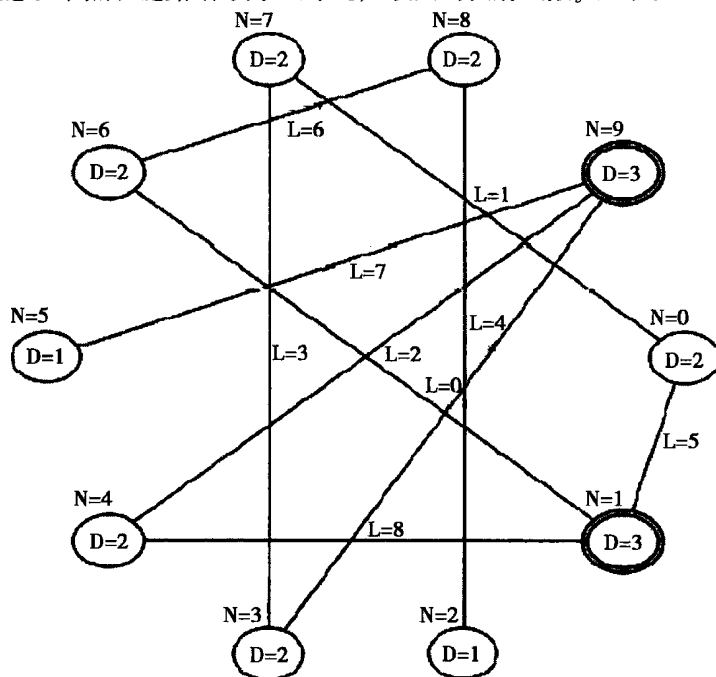 N=7
N=8
D=2
D=2
L=6
N=6
N=9
D=2
D=3
L=1
L=7
N=5
N=0
L=4
D=1
L=3
L=2
D=2
L=0
L=5
N=4
N=1
L=8
D=2
D=3
N=3
N=2
D=2
D=1